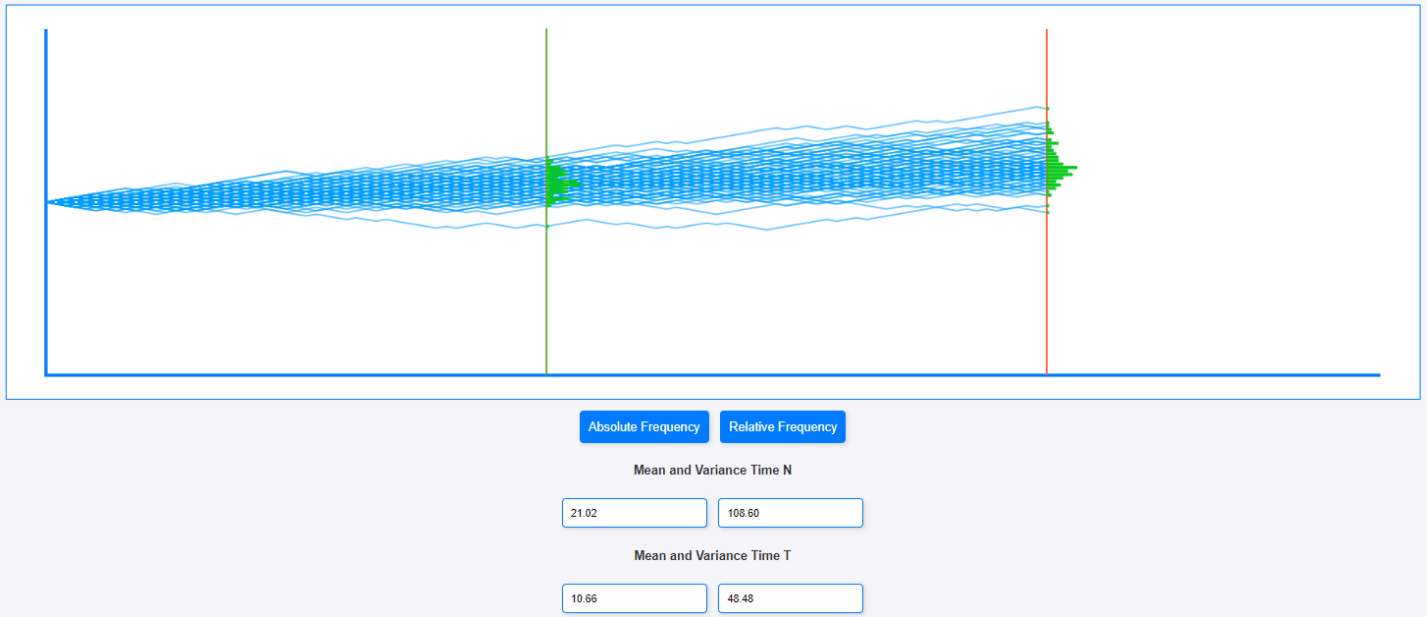 Absolute Frequency Relative Frequency
Mean and Variance Time N
21.02 108.60
Mean and Variance Time T
10.66 48.48